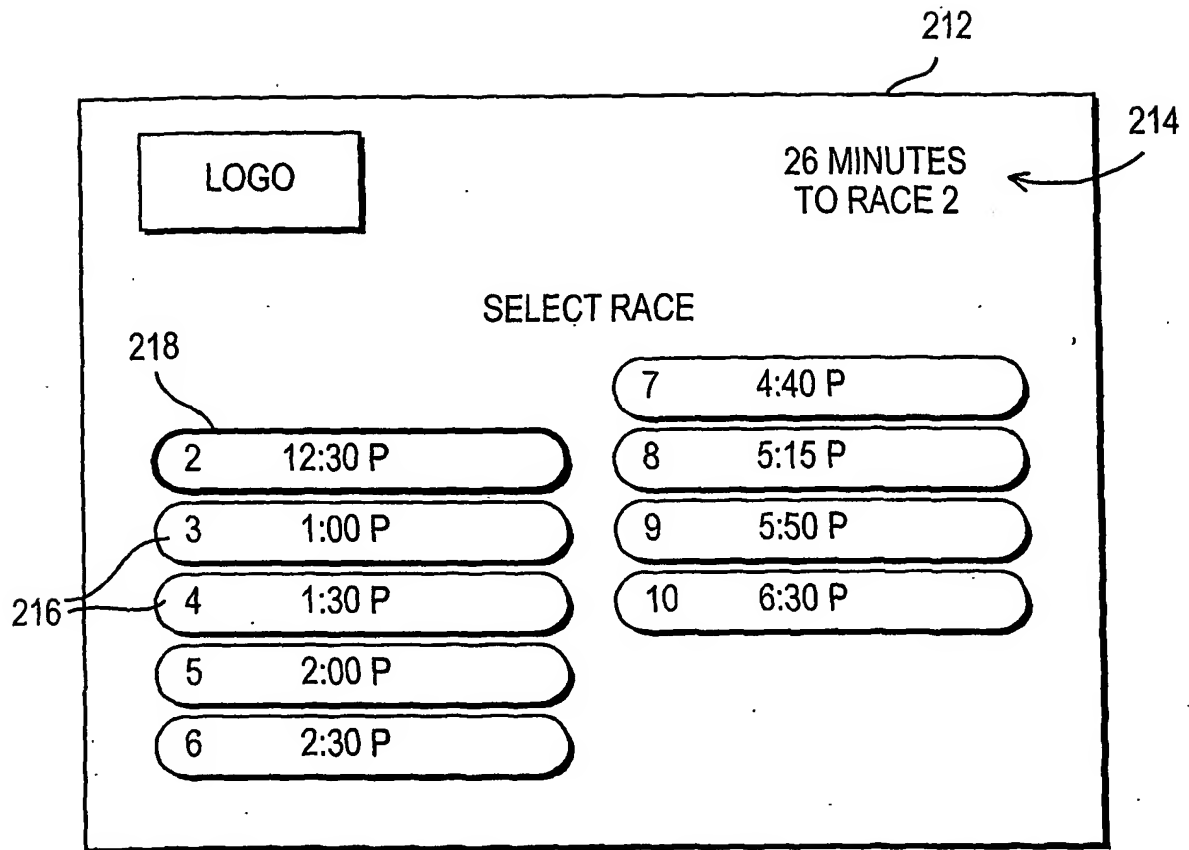 212
214
LOGO
26 MINUTES
TO RACE 2
SELECT RACE
218
2 12:30 P
3 1:00 P
216
4 1:30 P
5 2:00 P
6 2:30 P
7 4:40 P
8 5:15 P
9 5:50 P
10 6:30 P